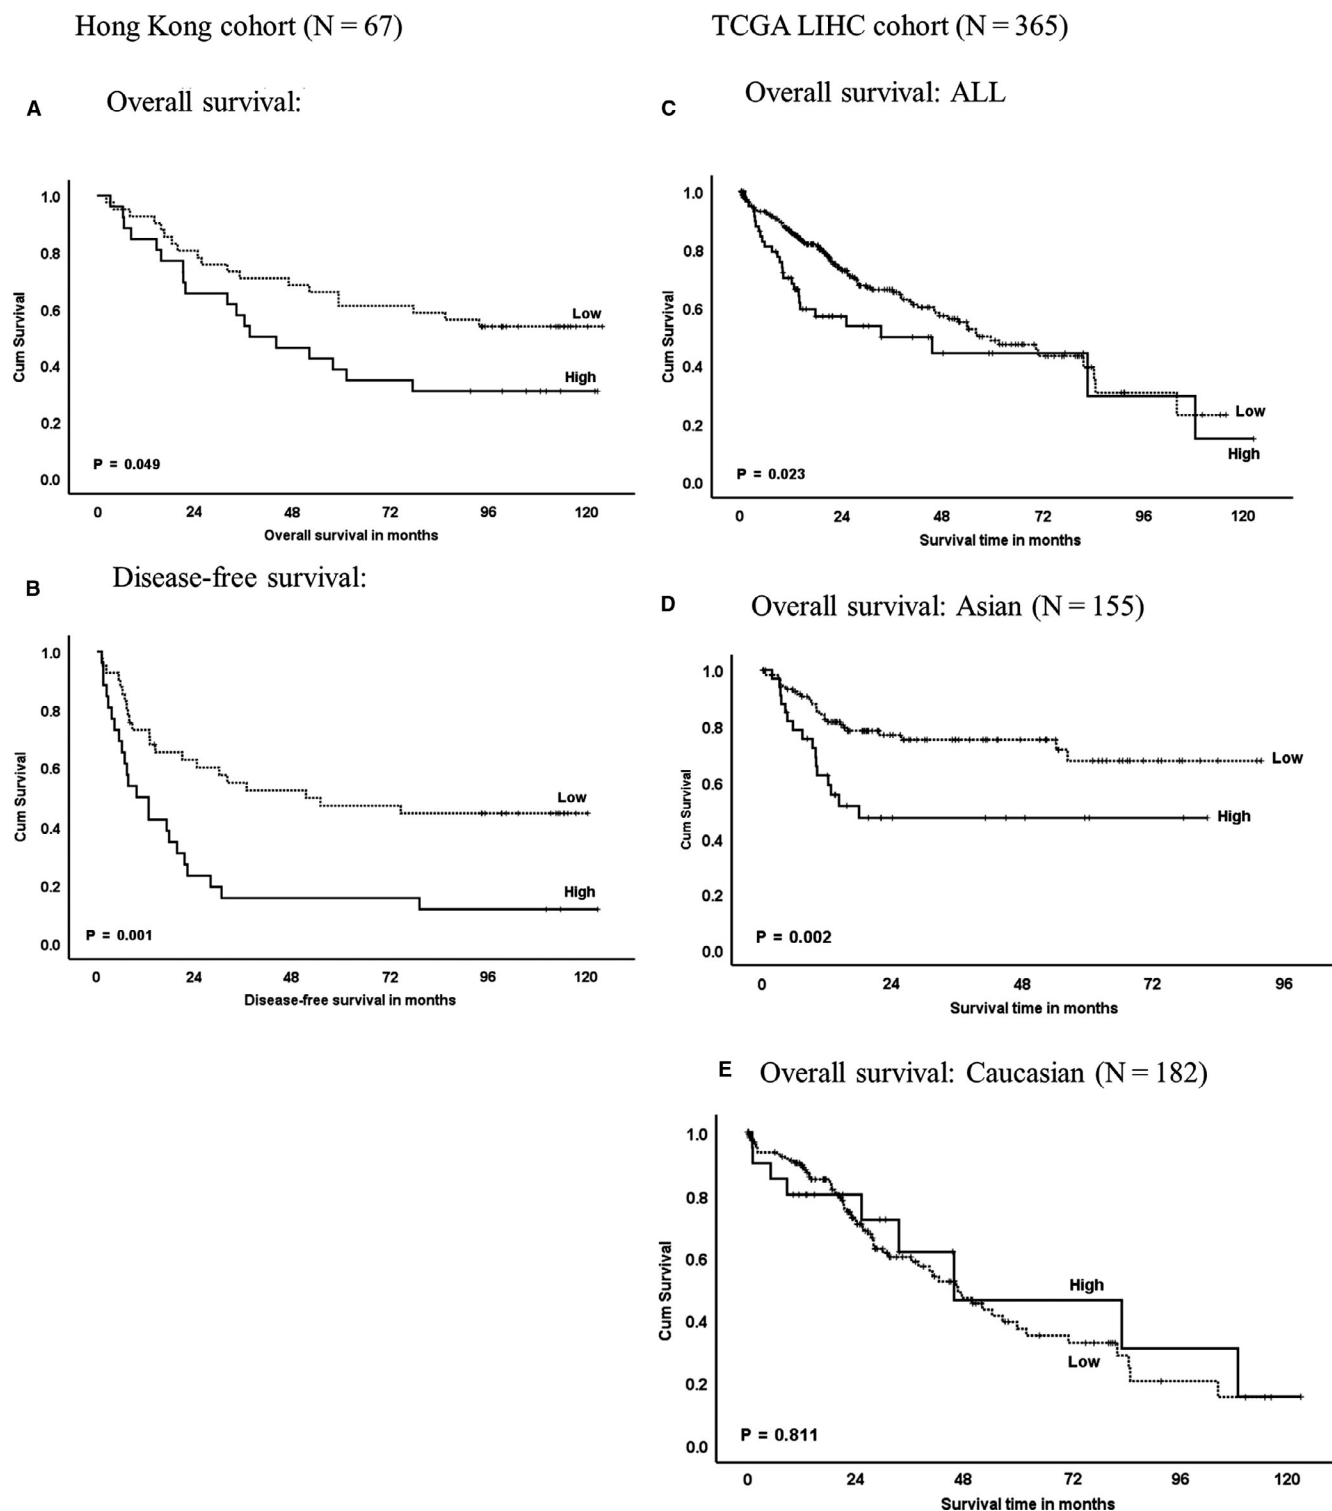 Hong Kong cohort (N = 67)
TCGA LIHC cohort (N = 365)
A
Overall survival:
1.0
0.8
0.6
0.4
0.2
0.0
Cum Survival
Low
High
P = 0.049
0 24 48 72 96 120
Overall survival in months
B
Disease-free survival:
1.0
0.8
0.6
0.4
0.2
0.0
Cum Survival
Low
High
P = 0.001
0 24 48 72 96 120
Disease-free survival in months
C
Overall survival: ALL
1.0
0.8
0.6
0.4
0.2
0.0
Cum Survival
Low
High
P = 0.023
0 24 48 72 96 120
Survival time in months
D
Overall survival: Asian (N = 155)
1.0
0.8
0.6
0.4
0.2
0.0
Cum Survival
Low
High
P = 0.002
0 24 48 72 96
Survival time in months
E
Overall survival: Caucasian (N = 182)
1.0
0.8
0.6
0.4
0.2
0.0
Cum Survival
High
Low
P = 0.811
0 24 48 72 96 120
Survival time in months